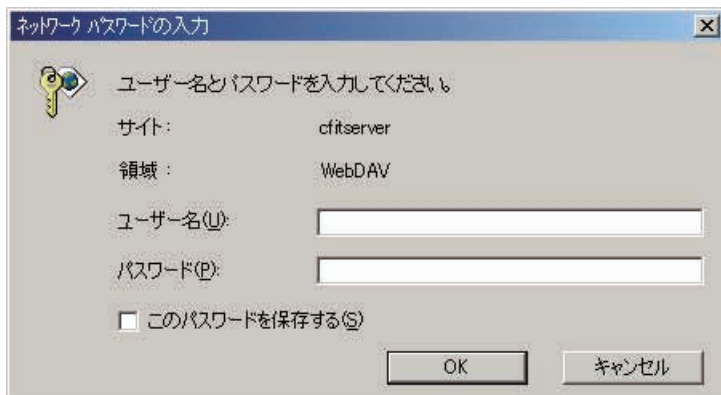 ネットワーク パスワードの入力
ユーザー名とパスワードを入力してください。
サイト: cfitserver
領域: WebDAV
ユーザー名(U):
パスワード(P):
このパスワードを保存する(S)
OK キャンセル